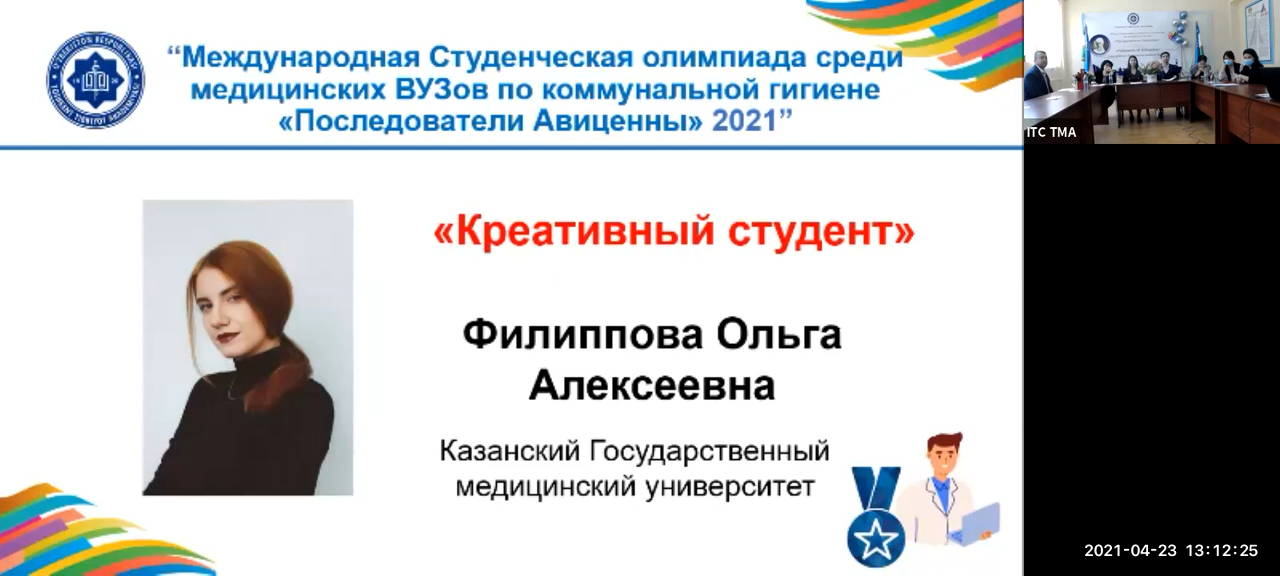 “Международная Студенческая олимпиада среди
медицинских ВУЗов по коммунальной гигиене
«Последователи Авиценны» 2021”
«Креативный студент»
Филиппова Ольга
Алексеевна
Казанский Государственный
медицинский университет
ITC TMA
2021-04-23 13:12:25